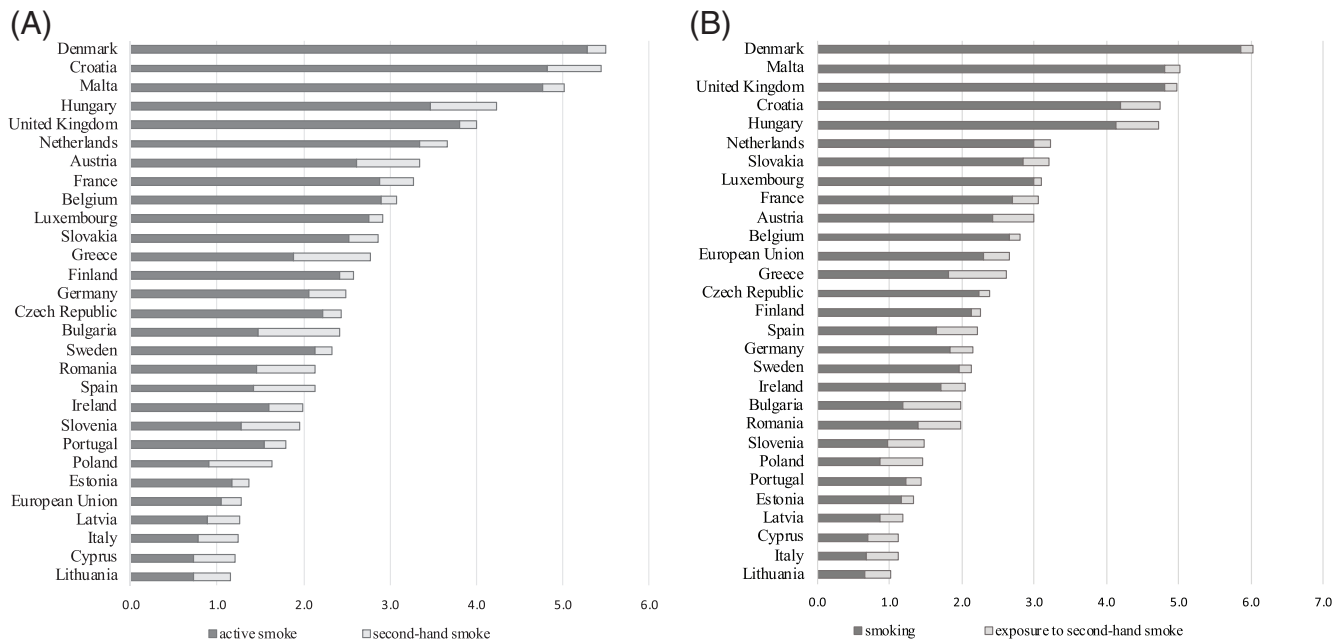 (A)
Denmark
Croatia
Malta
Hungary
United Kingdom
Netherlands
Austria
France
Belgium
Luxembourg
Slovakia
Greece
Finland
Germany
Czech Republic
Bulgaria
Sweden
Romania
Spain
Ireland
Slovenia
Portugal
Poland
Estonia
European Union
Latvia
Italy
Cyprus
Lithuania
0.0 1.0 2.0 3.0 4.0 5.0 6.0
active smoke second-hand smoke
(B)
Denmark
Malta
United Kingdom
Croatia
Hungary
Netherlands
Slovakia
Luxembourg
France
Austria
Belgium
European Union
Greece
Czech Republic
Finland
Spain
Germany
Sweden
Ireland
Bulgaria
Romania
Slovenia
Poland
Portugal
Estonia
Latvia
Cyprus
Italy
Lithuania
0.0 1.0 2.0 3.0 4.0 5.0 6.0 7.0
smoking exposure to second-hand smoke